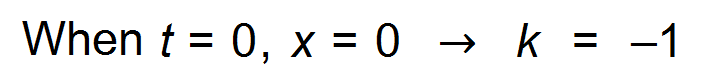 When t = 0, x = 0 → k = –1